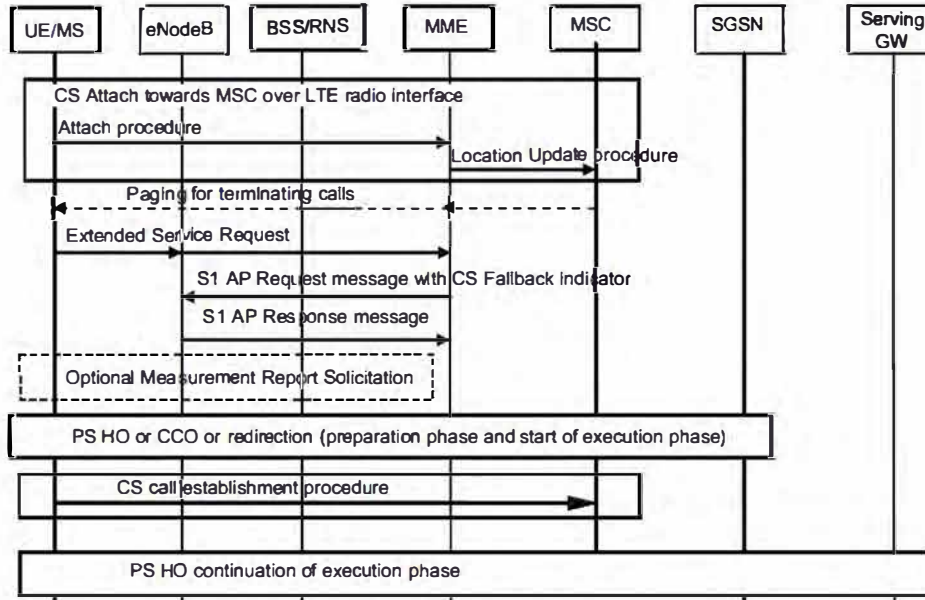 UE/MS
eNodeB
BSS/RNS
MME
MSC
SGSN
Serving
GW
CS Attach towards MSC over LTE radio interface
Attach procedure
Location Update procedure
Paging for terminating calls
Extended Service Request
S1 AP Request message with CS Fallback indicator
S1 AP Response message
Optional Measurement Report Solicitation
PS HO or CCO or redirection (preparation phase and start of execution phase)
CS call establishment procedure
PS HO continuation of execution phase